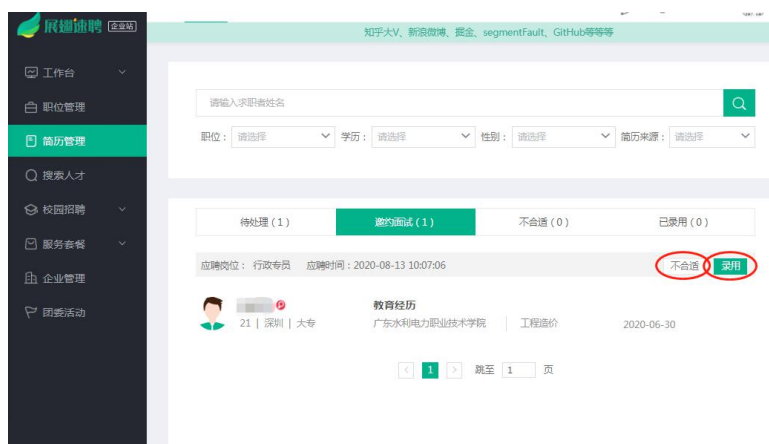 展翅速聘 企业站
知乎大V、新浪微博、掘金、segmentFault、GitHub等等等
工作台
职位管理
简历管理
搜索人才
校园招聘
服务套餐
企业管理
团委活动
请输入求职者姓名
职位： 请选择 学历： 请选择 性别： 请选择 简历来源： 请选择
待处理 ( 1 ) 邀约面试 ( 1 ) 不合适 ( 0 ) 已录用 ( 0 )
应聘岗位： 行政专员 应聘时间：2020-08-13 10:07:06 不合适 录用
教育经历
21 | 深圳 | 大专 广东水利电力职业技术学院 工程造价 2020-06-30
< 1 > 跳至 1 页